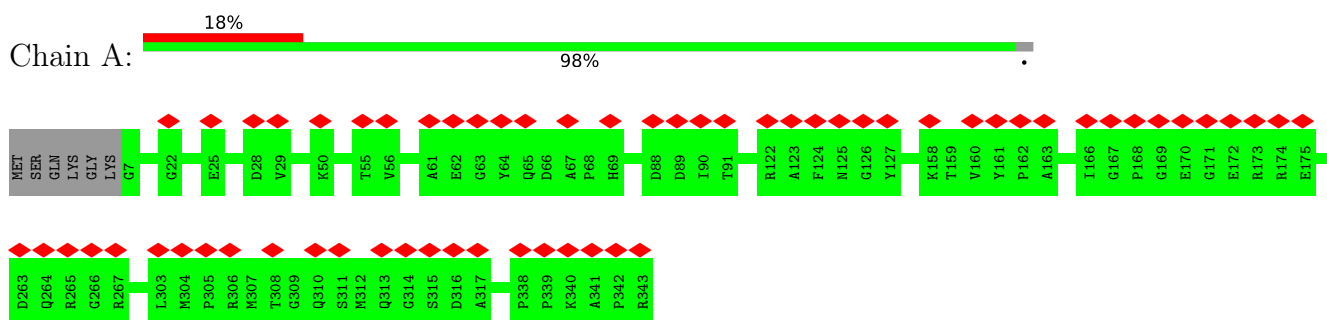 18%
Chain A:
98%
•
MET SER GLN LYS GLY LYS G7 G22 E25 D28 V29 K50 T55 V56 A61 E62 G63 Y64 Q65 D66 A67 P68 H69 D88 D89 I90 T91 R122 A123 F124 N125 G126 Y127 K158 T159 V160 Y161 P162 A163 I166 G167 P168 G169 E170 G171 E172 R173 R174 E175
D263 Q264 R265 G266 R267 L303 M304 P305 R306 M307 T308 G309 Q310 S311 M312 Q313 G314 S315 D316 A317 P338 P339 K340 A341 P342 R343